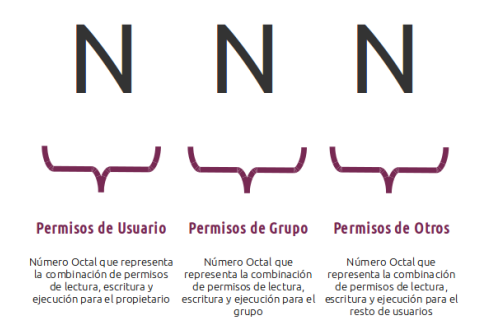 N N N
Permisos de Usuario Permisos de Grupo Permisos de Otros
Número Octal que representa
la combinación de permisos
de lectura, escritura y
ejecución para el propietario
Número Octal que
representa la combinación
de permisos de lectura,
escritura y ejecución para el
grupo
Número Octal que
representa la combinación
de permisos de lectura,
escritura y ejecución para el
resto de usuarios